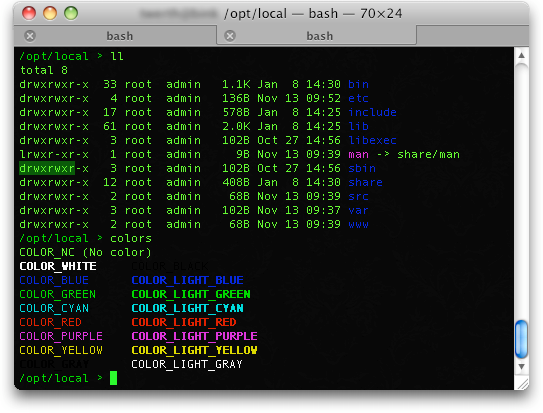 /opt/local — bash — 70×24
bash bash
/opt/local > ll
total 8
drwxrwxr-x 33 root admin 1.1K Jan 8 14:30 bin
drwxrwxr-x 4 root admin 136B Nov 13 09:52 etc
drwxrwxr-x 17 root admin 578B Jan 8 14:25 include
drwxrwxr-x 61 root admin 2.0K Jan 8 14:25 lib
drwxrwxr-x 3 root admin 102B Oct 27 14:56 libexec
lrwxr-xr-x 1 root admin 9B Nov 13 09:39 man -> share/man
drwxrwxr-x 3 root admin 102B Oct 27 14:56 sbin
drwxrwxr-x 12 root admin 408B Jan 8 14:30 share
drwxrwxr-x 2 root admin 68B Nov 13 09:39 src
drwxrwxr-x 3 root admin 102B Nov 13 09:37 var
drwxrwxr-x 2 root admin 68B Nov 13 09:39 www
/opt/local > colors
COLOR_NC (No color)
COLOR_WHITE COLOR_BLACK
COLOR_BLUE COLOR_LIGHT_BLUE
COLOR_GREEN COLOR_LIGHT_GREEN
COLOR_CYAN COLOR_LIGHT_CYAN
COLOR_RED COLOR_LIGHT_RED
COLOR_PURPLE COLOR_LIGHT_PURPLE
COLOR_YELLOW COLOR_LIGHT_YELLOW
COLOR_GRAY COLOR_LIGHT_GRAY
/opt/local >